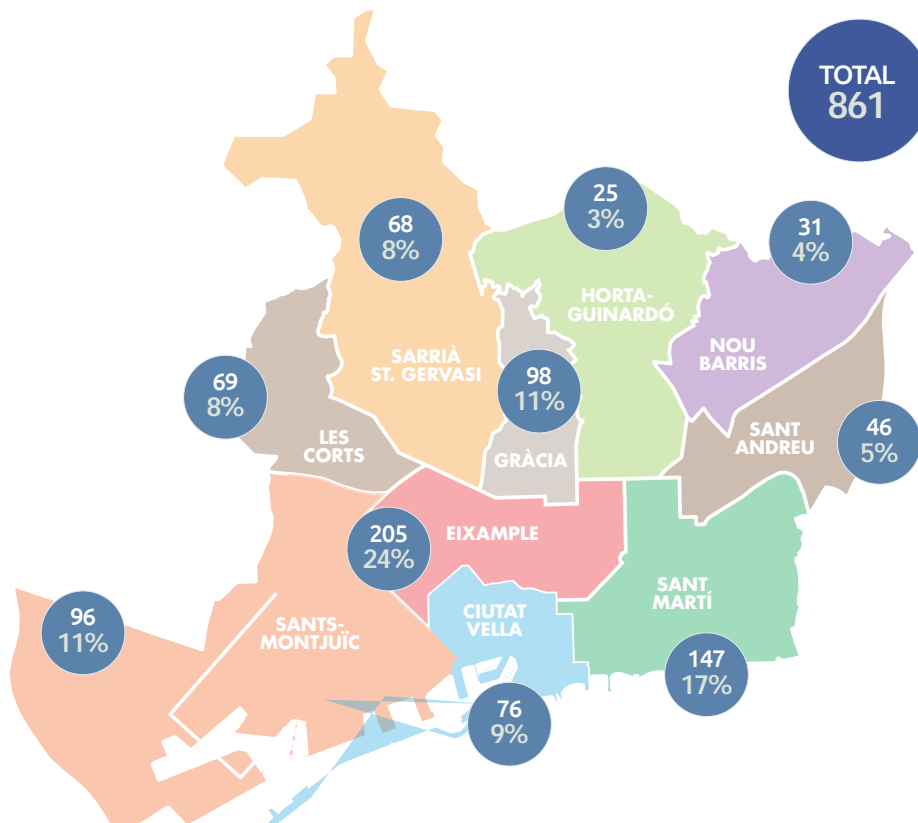 TOTAL
861
25
3%
68
8%
31
4%
HORTA-
GUINARDÓ
NOU
BARRIS
SARRIÀ
ST. GERVASI
98
11%
69
8%
LES
CORTS
GRÀCIA
SANT
ANDREU
46
5%
205
24%
EIXAMPLE
SANT
MARTÍ
96
11%
SANTS-
MONTJUÏC
CIUTAT
VELLA
147
17%
76
9%